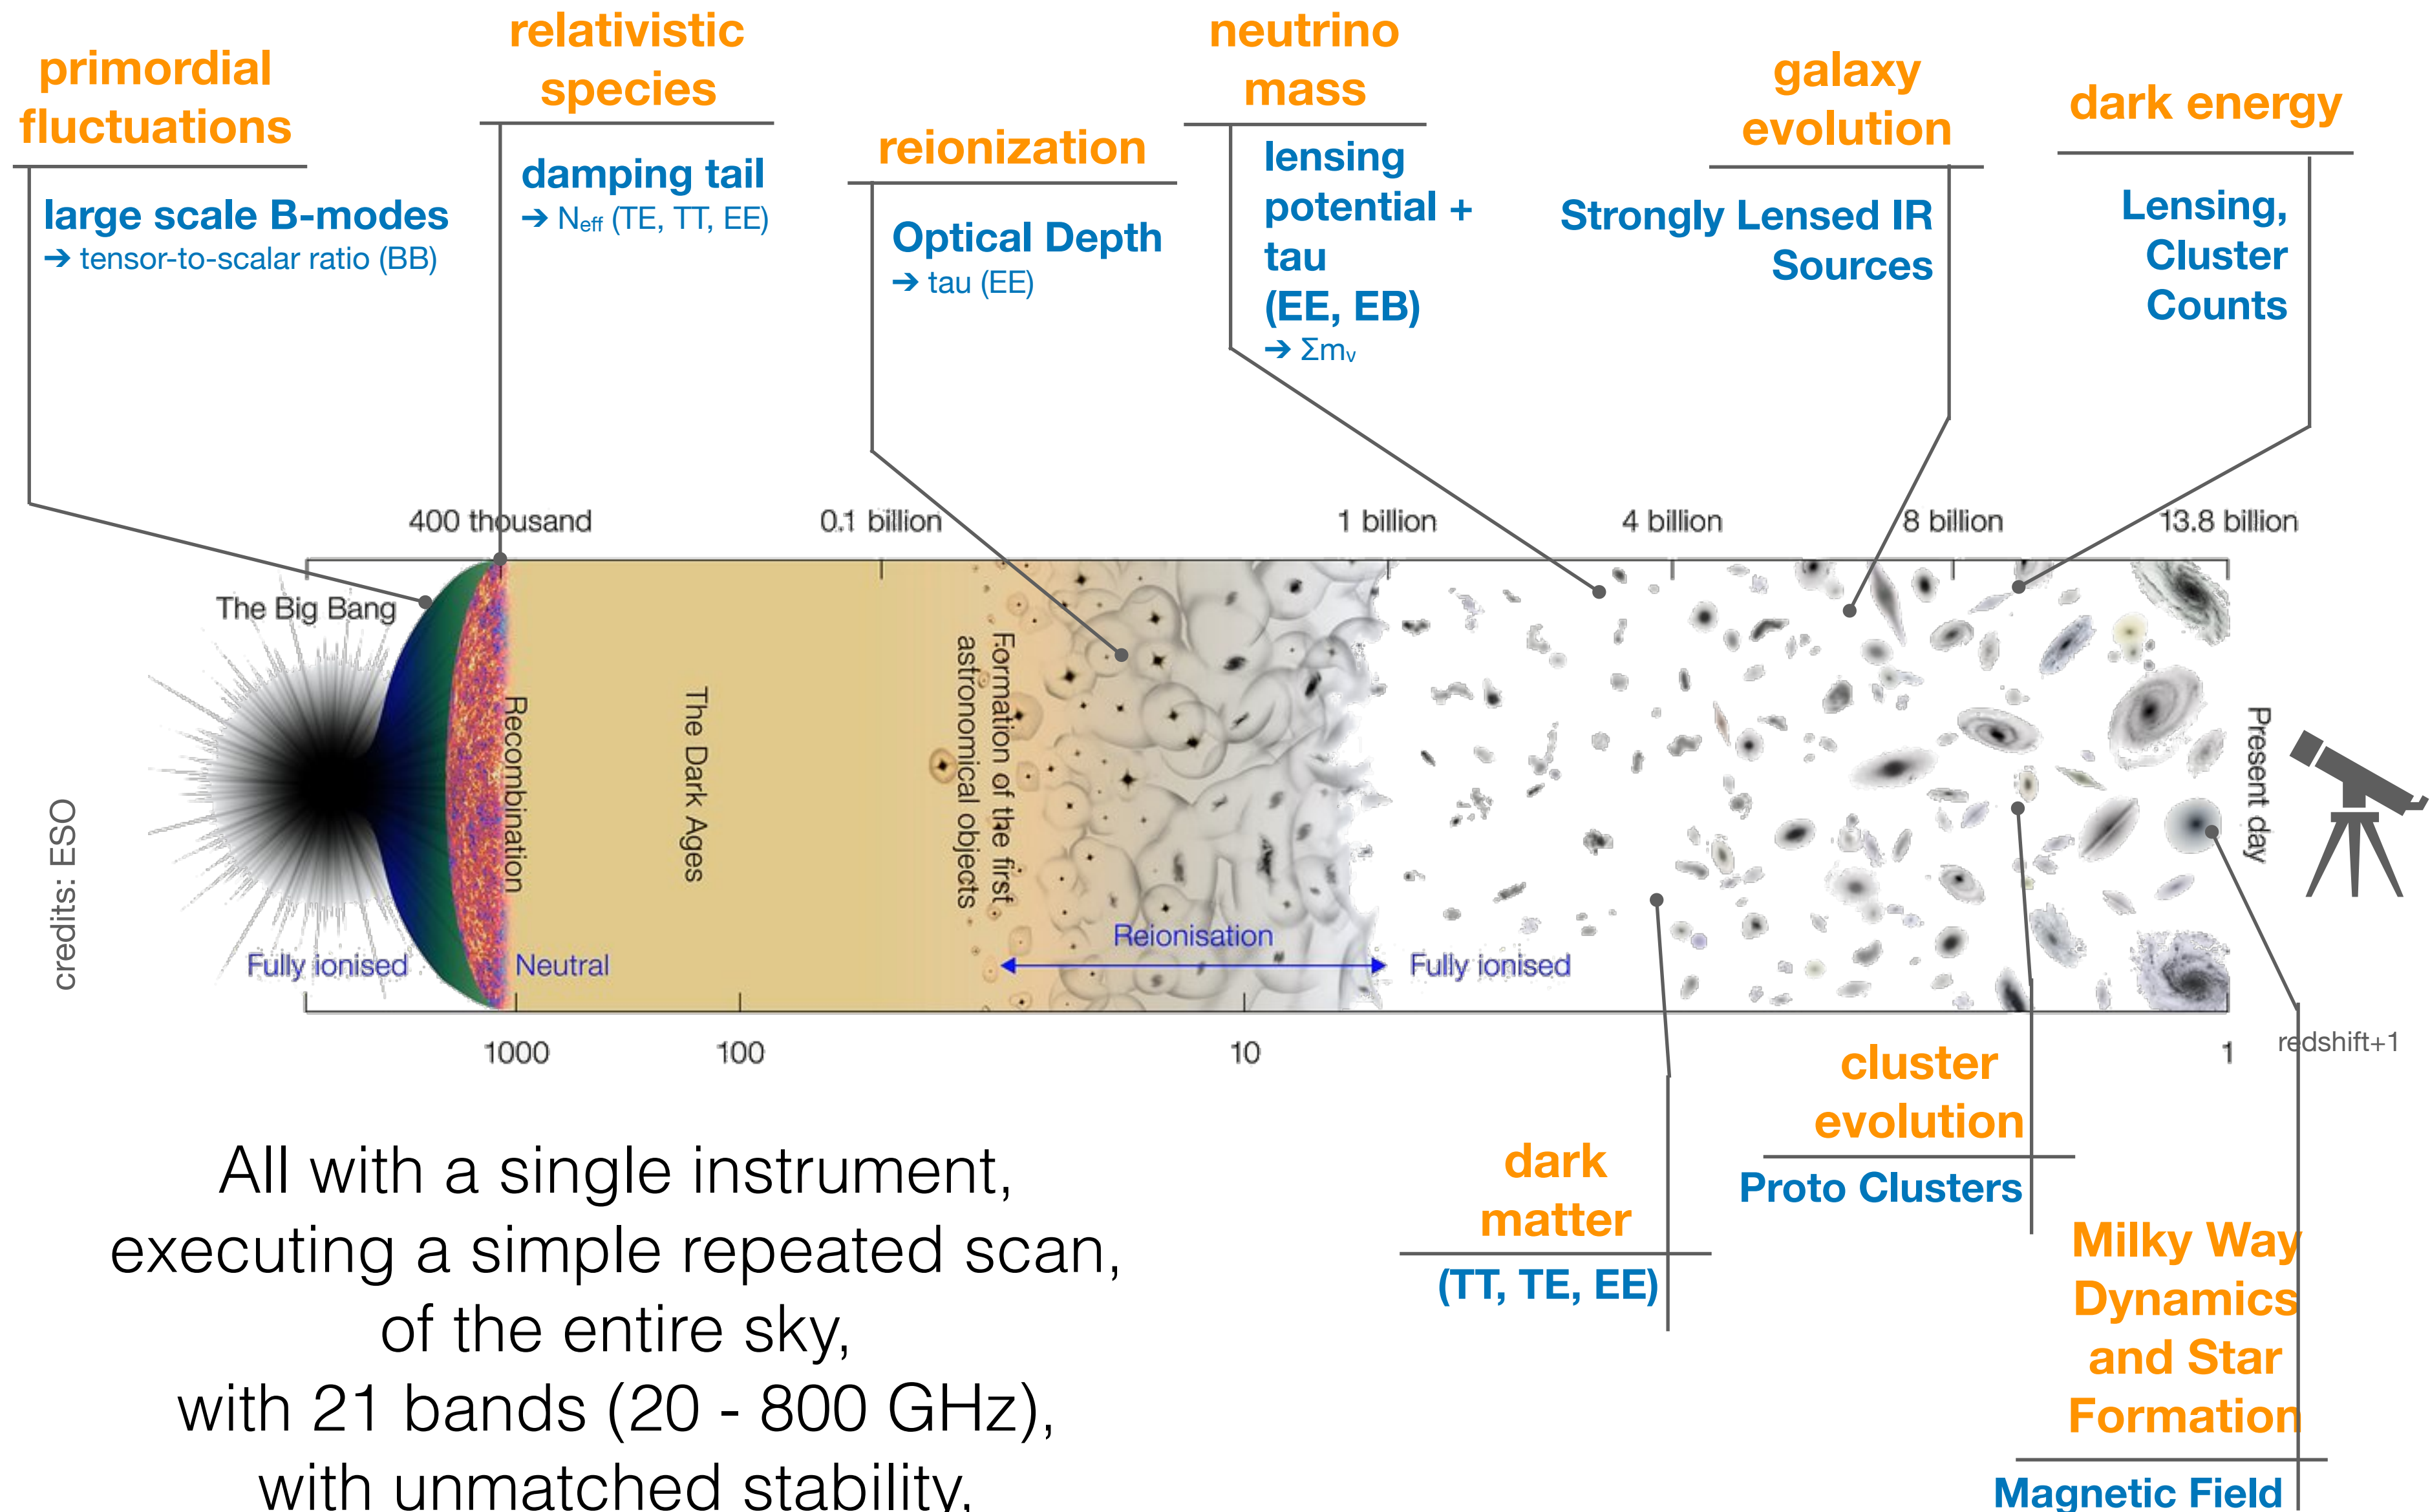 primordial
fluctuations
large scale B-modes
→ tensor-to-scalar ratio (BB)
relativistic
species
damping tail
→ Neff (TE, TT, EE)
reionization
Optical Depth
→ tau (EE)
neutrino
mass
lensing
potential +
tau
(EE, EB)
→ Σmν
galaxy
evolution
Strongly Lensed IR
Sources
dark energy
Lensing,
Cluster
Counts
400 thousand
0.1 billion
1 billion
4 billion
8 billion
13.8 billion
The Big Bang
Recombination
The Dark Ages
Formation of the first
astronomical objects
Reionisation
Fully ionised
Neutral
Fully ionised
Present day
credits: ESO
1000
100
10
1
redshift+1
All with a single instrument,
executing a simple repeated scan,
of the entire sky,
with 21 bands (20 - 800 GHz),
with unmatched stability,
dark
matter
(TT, TE, EE)
cluster
evolution
Proto Clusters
Milky Way
Dynamics
and Star
Formation
Magnetic Field